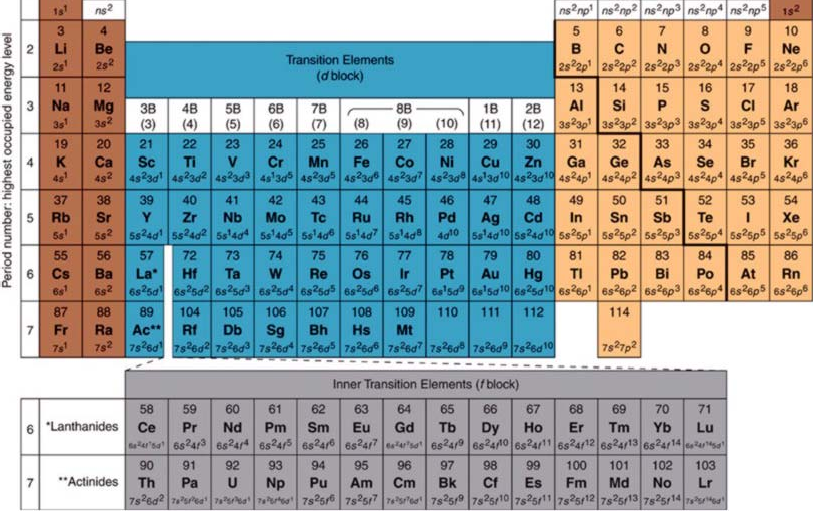 1s¹ ns² ns²np¹ ns²np² ns²np³ ns²np⁴ ns²np⁵ 1s²
Period number: highest occupied energy level
3 4 5 6 7 8 9 10
2 Li Be B C N O F Ne
2s¹ 2s² 2s²2p¹ 2s²2p² 2s²2p³ 2s²2p⁴ 2s²2p⁵ 2s²2p⁶
Transition Elements
(d block)
11 12 13 14 15 16 17 18
3 Na Mg Al Si P S Cl Ar
3s¹ 3s² 3s²3p¹ 3s²3p² 3s²3p³ 3s²3p⁴ 3s²3p⁵ 3s²3p⁶
3B 4B 5B 6B 7B 8B 1B 2B
(3) (4) (5) (6) (7) (8) (9) (10) (11) (12)
19 20 21 22 23 24 25 26 27 28 29 30 31 32 33 34 35 36
4 K Ca Sc Ti V Cr Mn Fe Co Ni Cu Zn Ga Ge As Se Br Kr
4s¹ 4s² 4s²3d¹ 4s²3d² 4s²3d³ 4s¹3d⁵ 4s²3d⁵ 4s²3d⁶ 4s²3d⁷ 4s²3d⁸ 4s¹3d¹⁰ 4s²3d¹⁰ 4s²4p¹ 4s²4p² 4s²4p³ 4s²4p⁴ 4s²4p⁵ 4s²4p⁶
37 38 39 40 41 42 43 44 45 46 47 48 49 50 51 52 53 54
5 Rb Sr Y Zr Nb Mo Tc Ru Rh Pd Ag Cd In Sn Sb Te I Xe
5s¹ 5s² 5s²4d¹ 5s²4d² 5s¹4d⁴ 5s¹4d⁵ 5s¹4d⁶ 5s¹4d⁷ 5s¹4d⁸ 4d¹⁰ 5s¹4d¹⁰ 5s²4d¹⁰ 5s²5p¹ 5s²5p² 5s²5p³ 5s²5p⁴ 5s²5p⁵ 5s²5p⁶
55 56 57 72 73 74 75 76 77 78 79 80 81 82 83 84 85 86
6 Cs Ba La* Hf Ta W Re Os Ir Pt Au Hg Tl Pb Bi Po At Rn
6s¹ 6s² 6s²5d¹ 6s²5d² 6s²5d³ 6s²5d⁴ 6s²5d⁵ 6s²5d⁶ 6s²5d⁷ 6s¹5d⁹ 6s¹5d¹⁰ 6s²5d¹⁰ 6s²6p¹ 6s²6p² 6s²6p³ 6s²6p⁴ 6s²6p⁵ 6s²6p⁶
87 88 89 104 105 106 107 108 109 110 111 112 114
7 Fr Ra Ac** Rf Db Sg Bh Hs Mt
7s¹ 7s² 7s²6d¹ 7s²6d² 7s²6d³ 7s²6d⁴ 7s²6d⁵ 7s²6d⁶ 7s²6d⁷ 7s²6d⁸ 7s²6d⁹ 7s²6d¹⁰ 7s²7p²
Inner Transition Elements (f block)
58 59 60 61 62 63 64 65 66 67 68 69 70 71
6 *Lanthanides Ce Pr Nd Pm Sm Eu Gd Tb Dy Ho Er Tm Yb Lu
6s²4f¹5d¹ 6s²4f³ 6s²4f⁴ 6s²4f⁵ 6s²4f⁶ 6s²4f⁷ 6s²4f⁷5d¹ 6s²4f⁹ 6s²4f¹⁰ 6s²4f¹¹ 6s²4f¹² 6s²4f¹³ 6s²4f¹⁴ 6s²4f¹⁴5d¹
90 91 92 93 94 95 96 97 98 99 100 101 102 103
7 **Actinides Th Pa U Np Pu Am Cm Bk Cf Es Fm Md No Lr
7s²6d² 7s²5f²6d¹ 7s²5f³6d¹ 7s²5f⁴6d¹ 7s²5f⁶ 7s²5f⁷ 7s²5f⁷6d¹ 7s²5f⁹ 7s²5f¹⁰ 7s²5f¹¹ 7s²5f¹² 7s²5f¹³ 7s²5f¹⁴ 7s²5f¹⁴6d¹